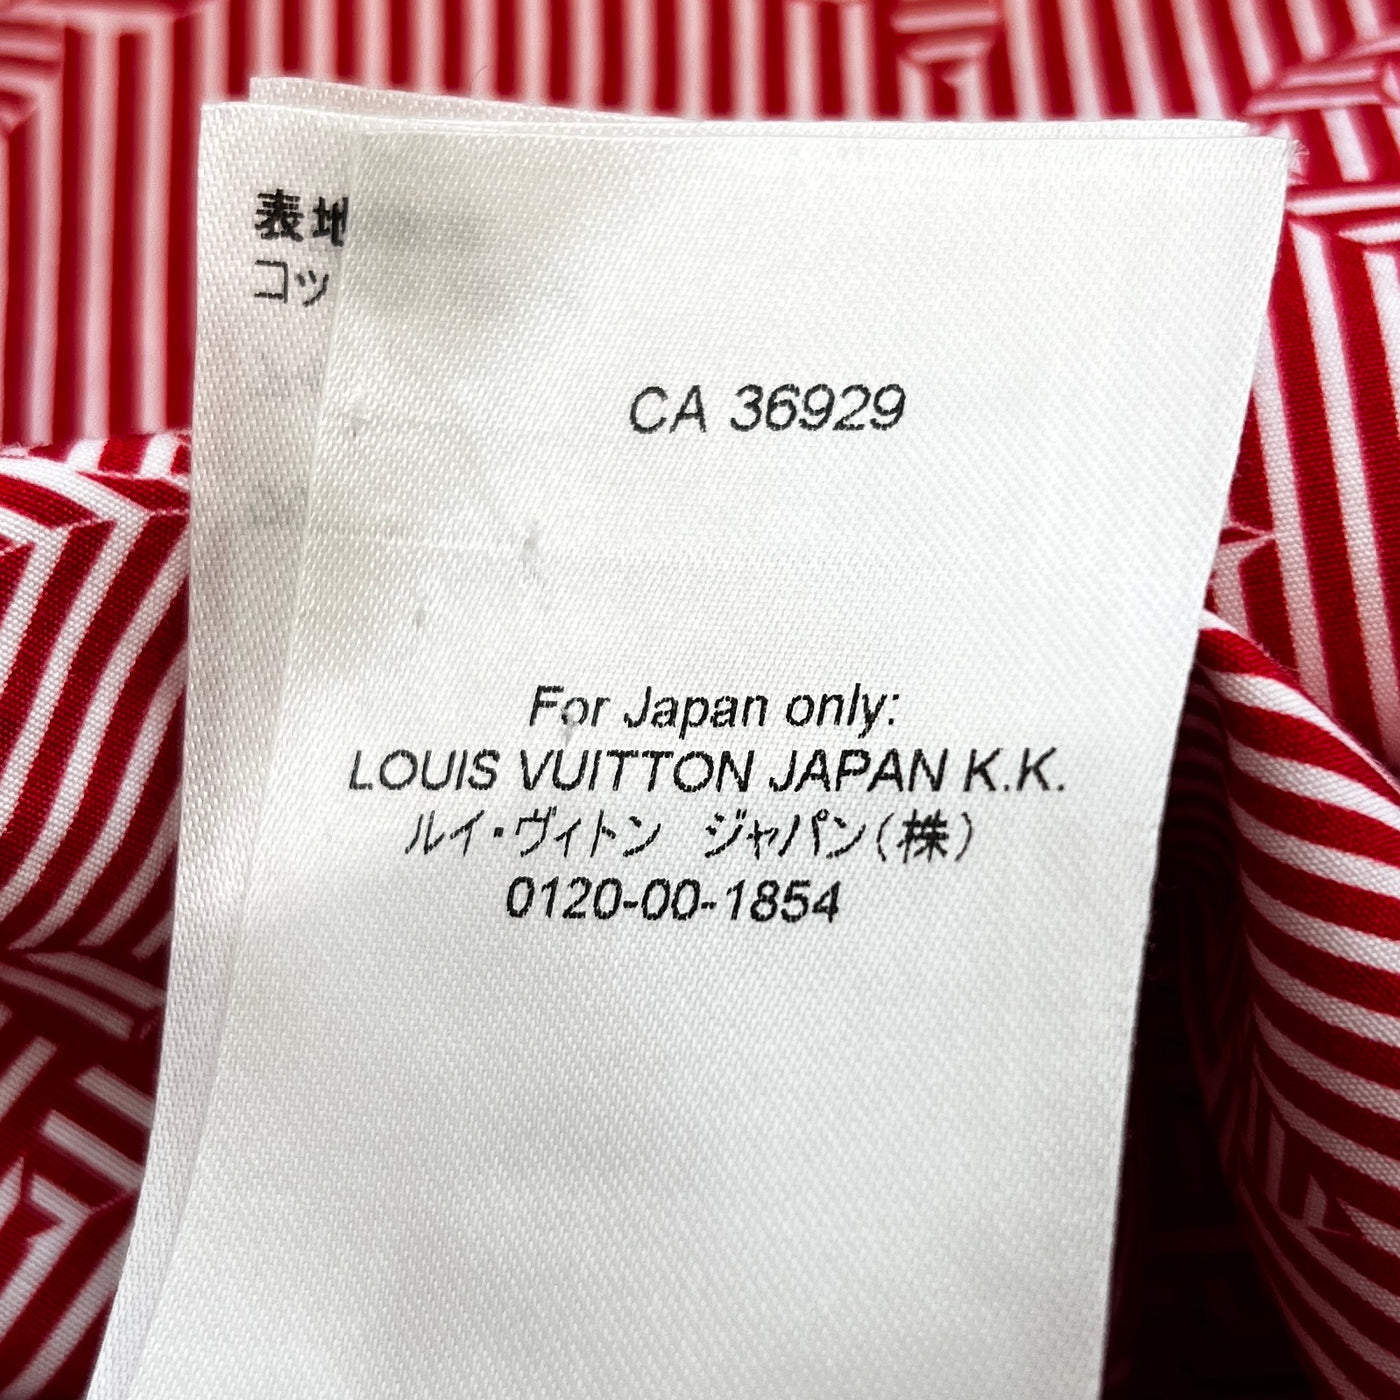 表地
コッ
CA 36929
For Japan only:
LOUIS VUITTON JAPAN K.K.
ルイ・ヴィトン ジャパン(株)
0120-00-1854